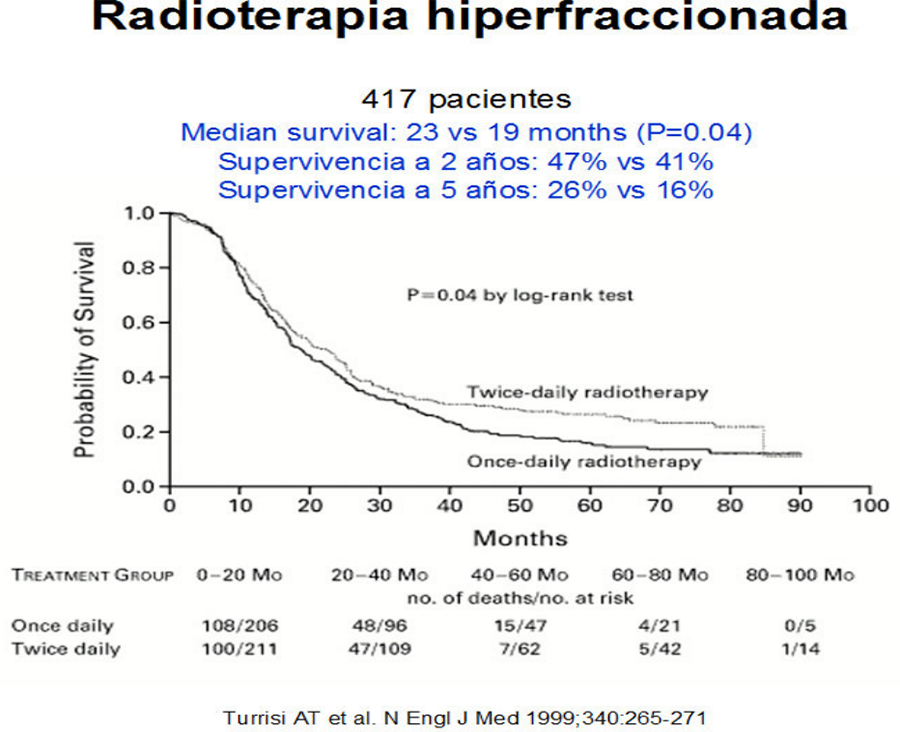 Radioterapia hiperfraccionada
417 pacientes
Median survival: 23 vs 19 months (P=0.04)
Supervivencia a 2 años: 47% vs 41%
Supervivencia a 5 años: 26% vs 16%
Probability of Survival
1.0
0.8
0.6
0.4
0.2
0.0
P=0.04 by log-rank test
Twice-daily radiotherapy
Once-daily radiotherapy
0 10 20 30 40 50 60 70 80 90 100
Months
TREATMENT GROUP 0–20 Mo 20–40 Mo 40–60 Mo 60–80 Mo 80–100 Mo
no. of deaths/no. at risk
Once daily 108/206 48/96 15/47 4/21 0/5
Twice daily 100/211 47/109 7/62 5/42 1/14
Turrisi AT et al. N Engl J Med 1999;340:265-271